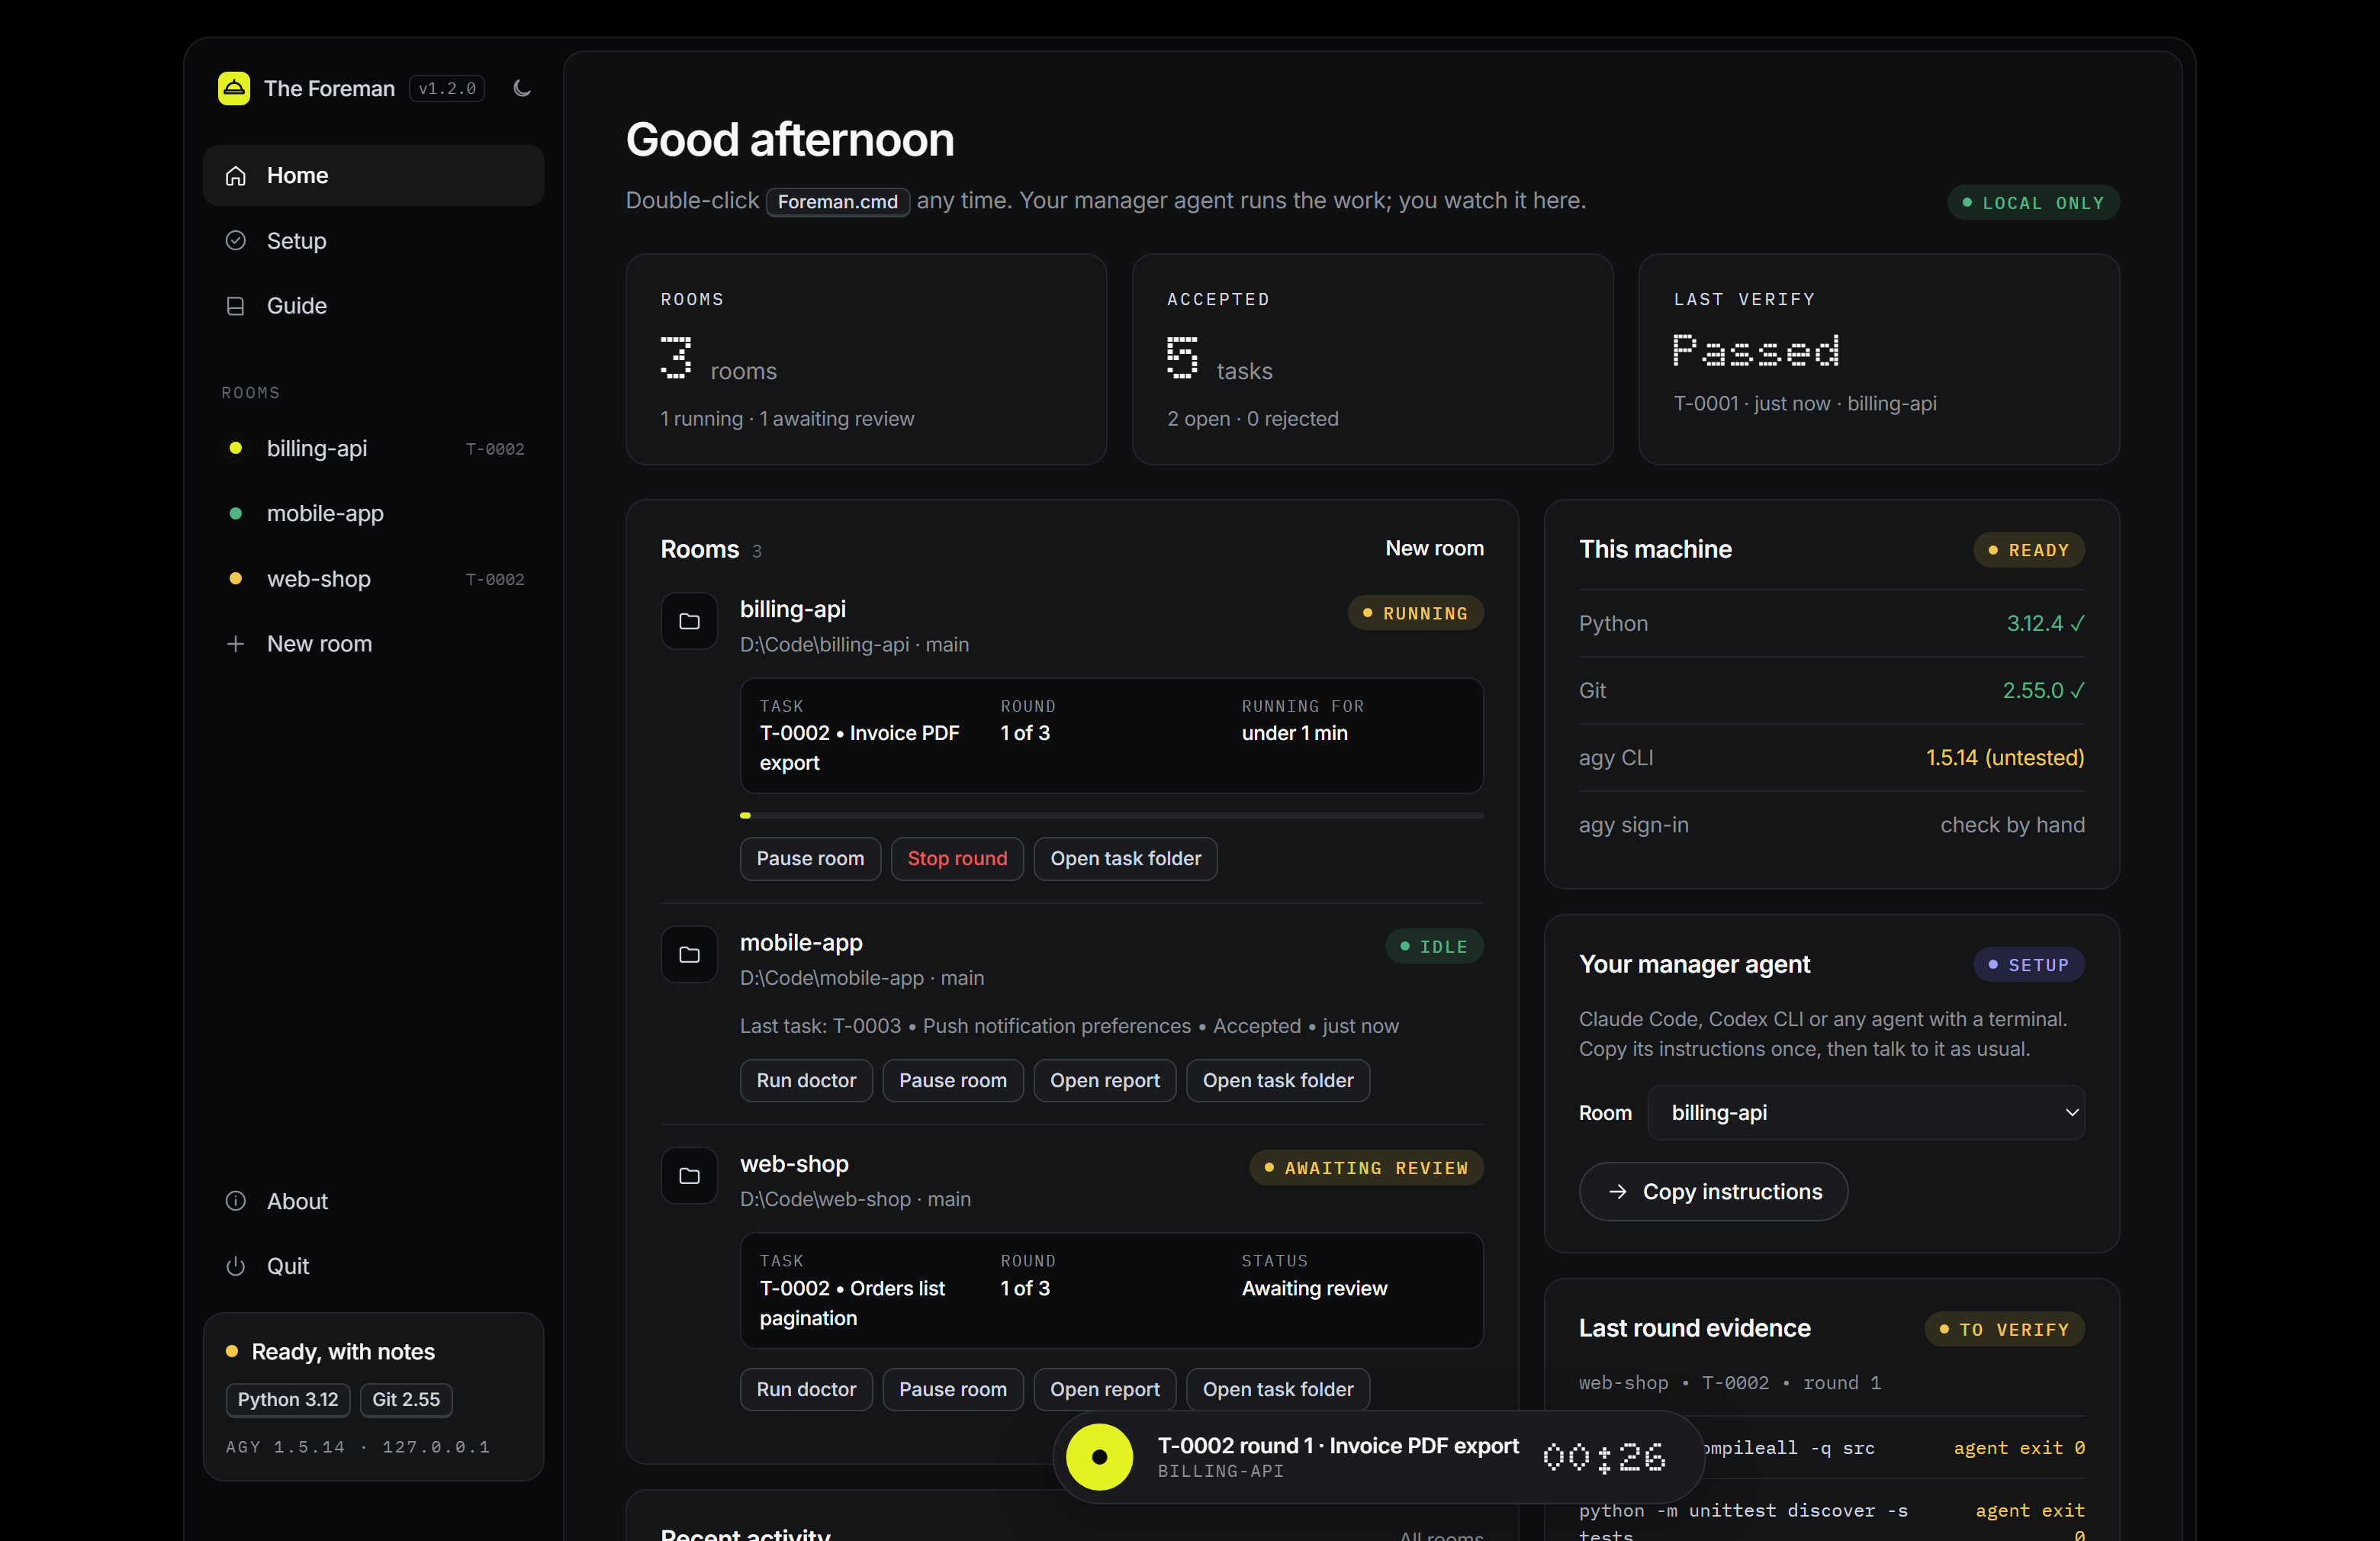 The Foreman v1.2.0
Home
Setup
Guide
ROOMS
billing-api T-0002
mobile-app
web-shop T-0002
New room
About
Quit
Ready, with notes
Python 3.12 Git 2.55
AGY 1.5.14 · 127.0.0.1
Good afternoon
Double-click Foreman.cmd any time. Your manager agent runs the work; you watch it here.
LOCAL ONLY
ROOMS
3 rooms
1 running · 1 awaiting review
ACCEPTED
5 tasks
2 open · 0 rejected
LAST VERIFY
Passed
T-0001 · just now · billing-api
Rooms 3
New room
billing-api
RUNNING
D:\Code\billing-api · main
TASK ROUND RUNNING FOR
T-0002 • Invoice PDF 1 of 3 under 1 min
export
Pause room Stop round Open task folder
mobile-app
IDLE
D:\Code\mobile-app · main
Last task: T-0003 • Push notification preferences • Accepted • just now
Run doctor Pause room Open report Open task folder
web-shop
AWAITING REVIEW
D:\Code\web-shop · main
TASK ROUND STATUS
T-0002 • Orders list 1 of 3 Awaiting review
pagination
Run doctor Pause room Open report Open task folder
This machine
READY
Python 3.12.4 ✓
Git 2.55.0 ✓
agy CLI 1.5.14 (untested)
agy sign-in check by hand
Your manager agent
SETUP
Claude Code, Codex CLI or any agent with a terminal.
Copy its instructions once, then talk to it as usual.
Room billing-api
→ Copy instructions
Last round evidence
TO VERIFY
web-shop • T-0002 • round 1
-q src agent exit 0
python -m unittest discover -s agent exit
tests 0
T-0002 round 1 · Invoice PDF export
BILLING-API
00:26
Recent activity
All rooms